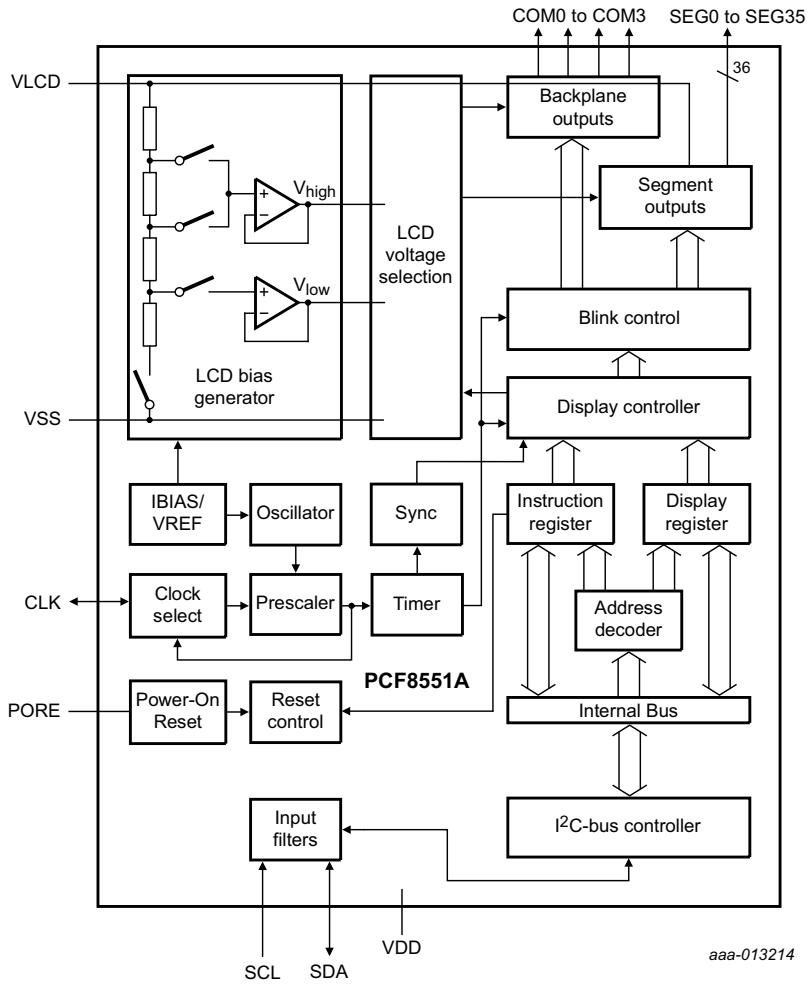 COM0 to COM3
SEG0 to SEG35
36
VLCD
Backplane
outputs
Vhigh
Segment
outputs
LCD
voltage
selection
Vlow
Blink control
LCD bias
generator
Display controller
VSS
IBIAS/
VREF
Oscillator
Sync
Instruction
register
Display
register
CLK
Clock
select
Prescaler
Timer
Address
decoder
PCF8551A
PORE
Power-On
Reset
Reset
control
Internal Bus
Input
filters
I2C-bus controller
VDD
SCL
SDA
aaa-013214